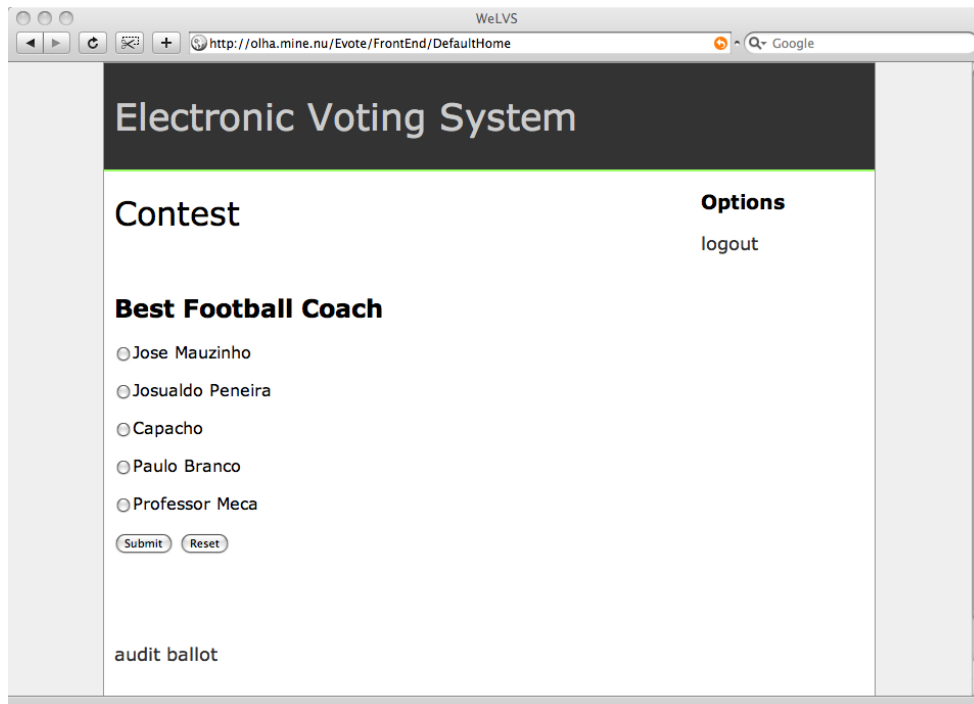 WeLVS
http://olha.mine.nu/Evote/FrontEnd/DefaultHome
Google
Electronic Voting System
Contest
Options
logout
Best Football Coach
Jose Mauzinho
Josualdo Peneira
Capacho
Paulo Branco
Professor Meca
Submit Reset
audit ballot